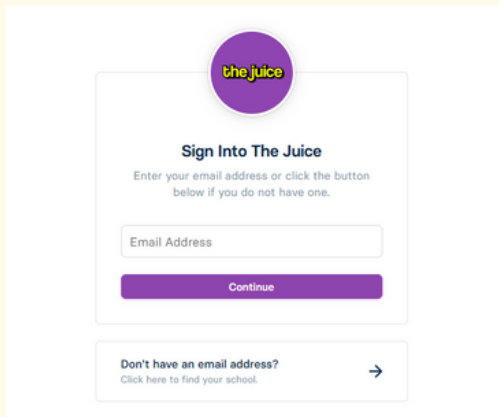 the juice
Sign Into The Juice
Enter your email address or click the button
below if you do not have one.
Email Address
Continue
Don't have an email address?
Click here to find your school.